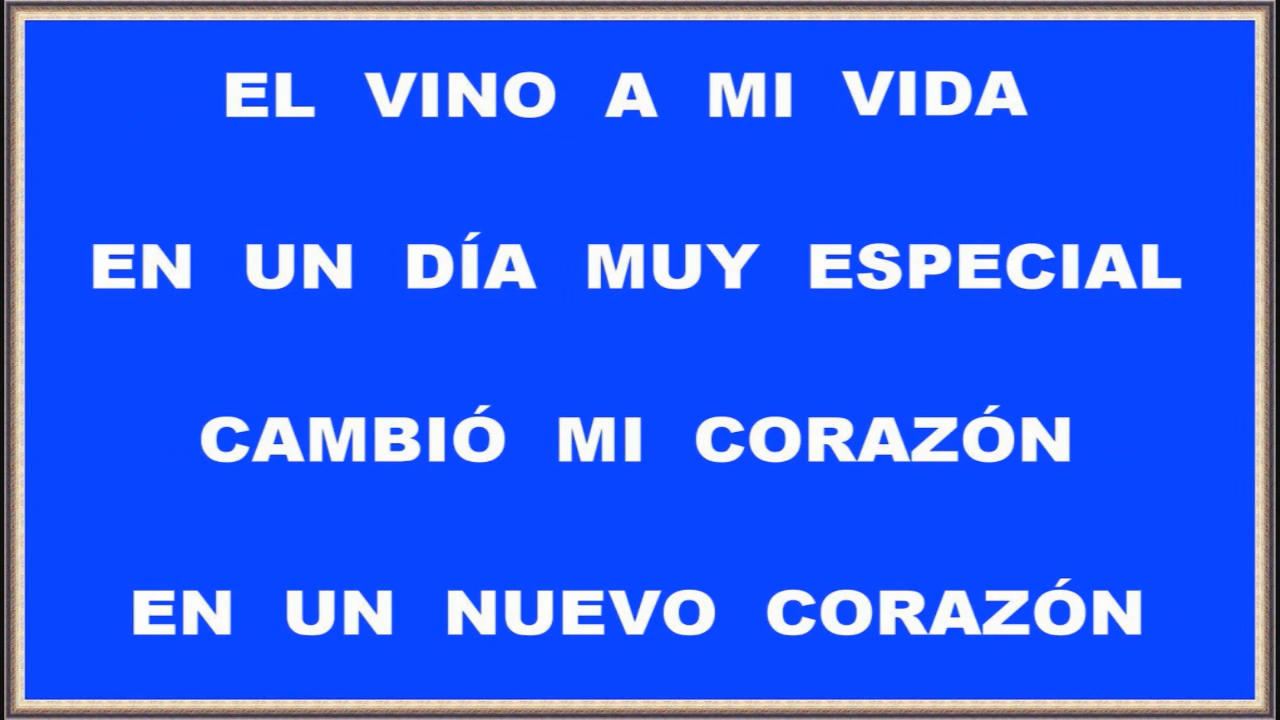 EL VINO A MI VIDA
EN UN DÍA MUY ESPECIAL
CAMBIÓ MI CORAZÓN
EN UN NUEVO CORAZÓN